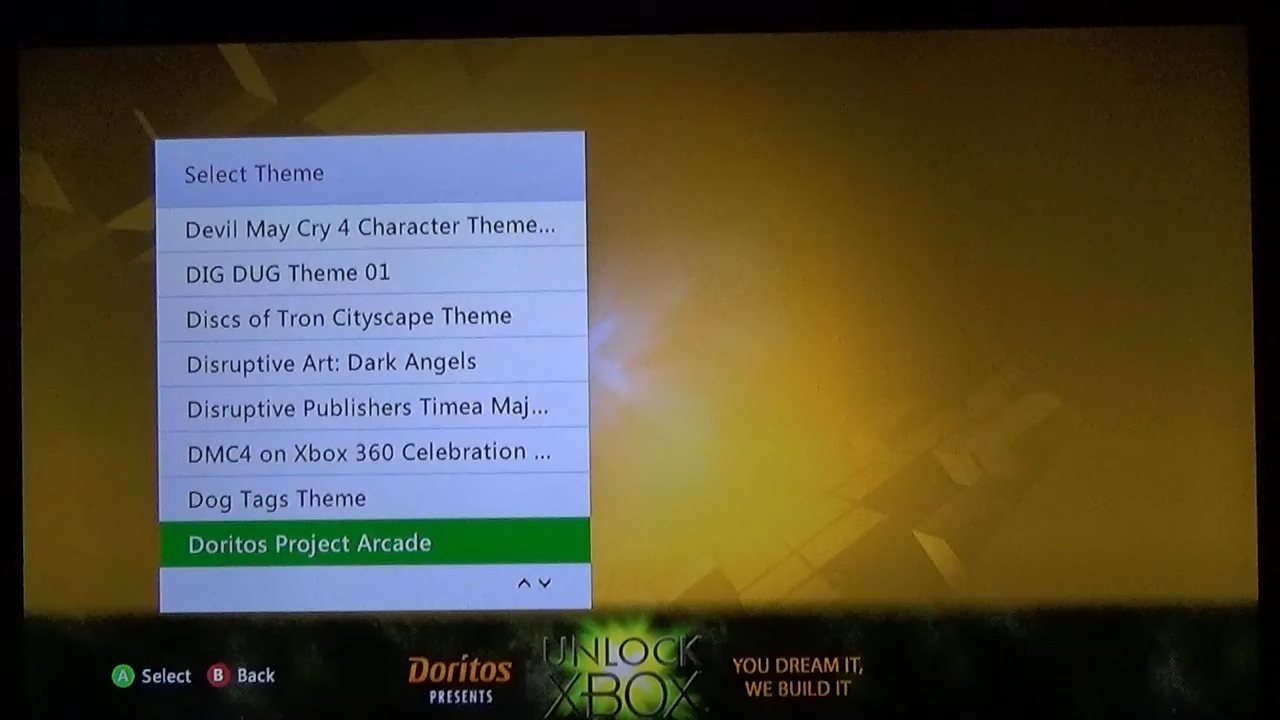 Select Theme
Devil May Cry 4 Character Theme...
DIG DUG Theme 01
Discs of Tron Cityscape Theme
Disruptive Art: Dark Angels
Disruptive Publishers Timea Maj...
DMC4 on Xbox 360 Celebration ...
Dog Tags Theme
Doritos Project Arcade
A Select B Back
Doritos
PRESENTS
UNLOCK
XBOX
YOU DREAM IT,
WE BUILD IT